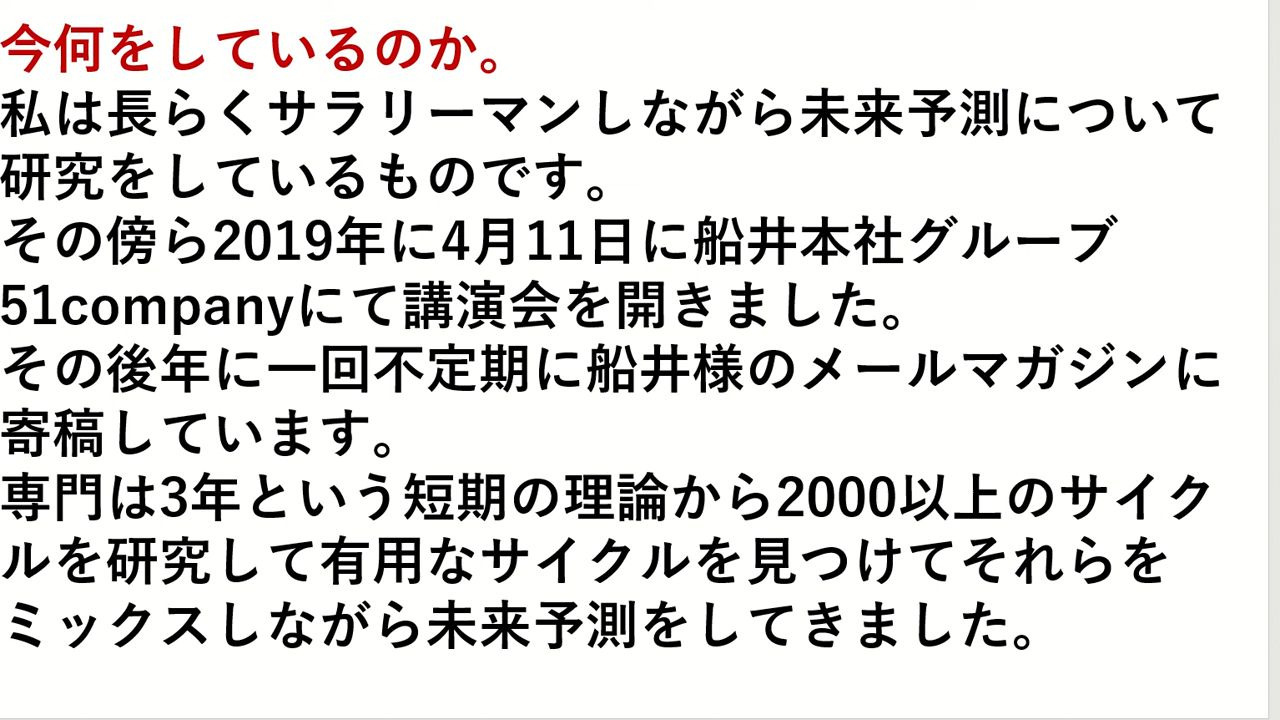 今何をしているのか。
私は長らくサラリーマンしながら未来予測について
研究をしているものです。
その傍ら2019年に4月11日に船井本社グループ
51companyにて講演会を開きました。
その後年に一回不定期に船井様のメールマガジンに
寄稿しています。
専門は3年という短期の理論から2000以上のサイク
ルを研究して有用なサイクルを見つけてそれらを
ミックスしながら未来予測をしてきました。